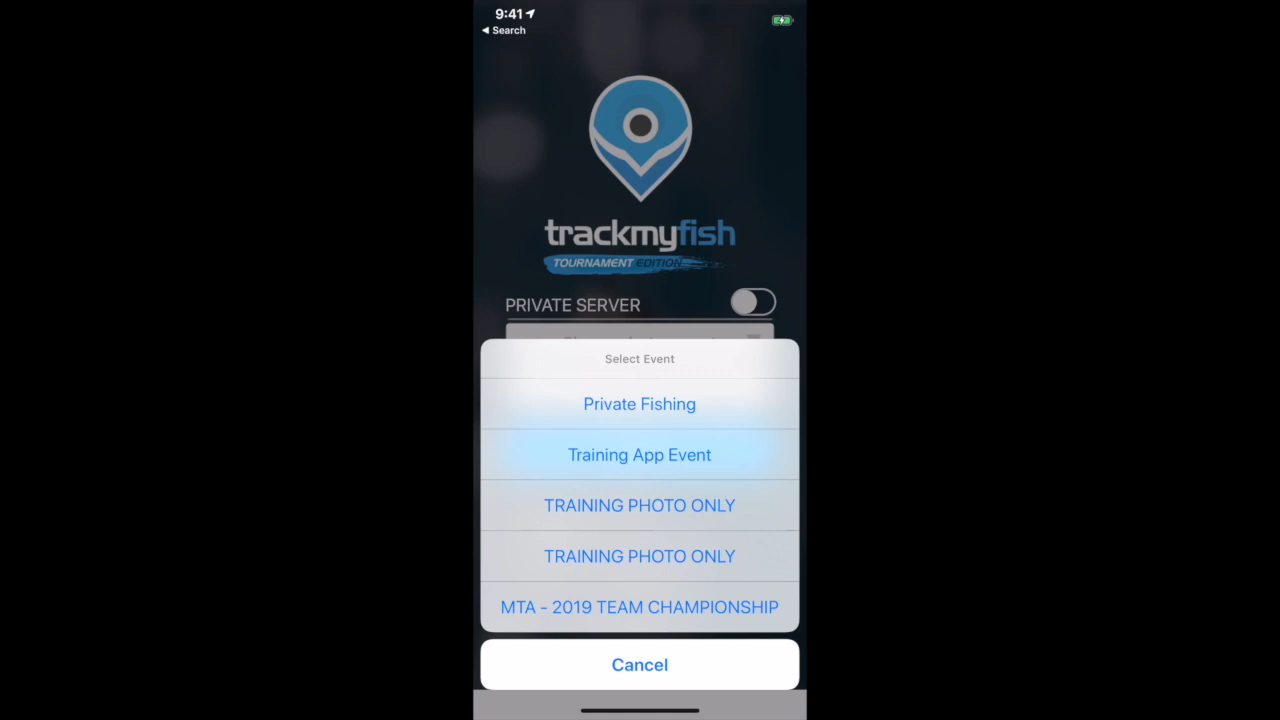 9:41
Search
trackmyfish
TOURNAMENT EDITION
PRIVATE SERVER
Select Event
Private Fishing
Training App Event
TRAINING PHOTO ONLY
TRAINING PHOTO ONLY
MTA - 2019 TEAM CHAMPIONSHIP
Cancel